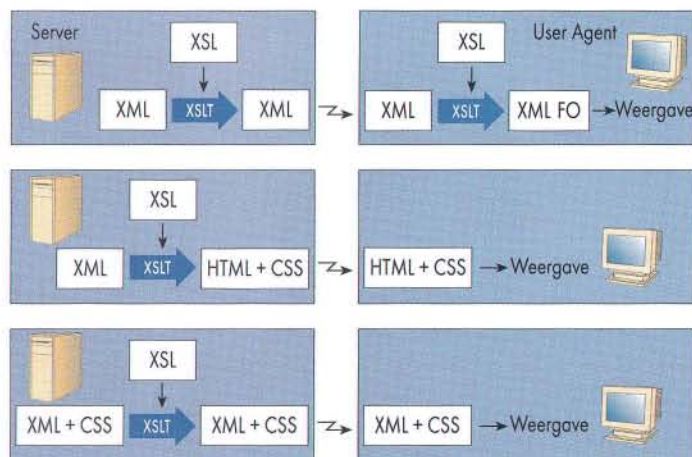 Server
XSL
XML
XSLT
XML
User Agent
XSL
XML
XSLT
XML FO
Weergave
XSL
XML
XSLT
HTML + CSS
HTML + CSS
Weergave
XSL
XML + CSS
XSLT
XML + CSS
XML + CSS
Weergave